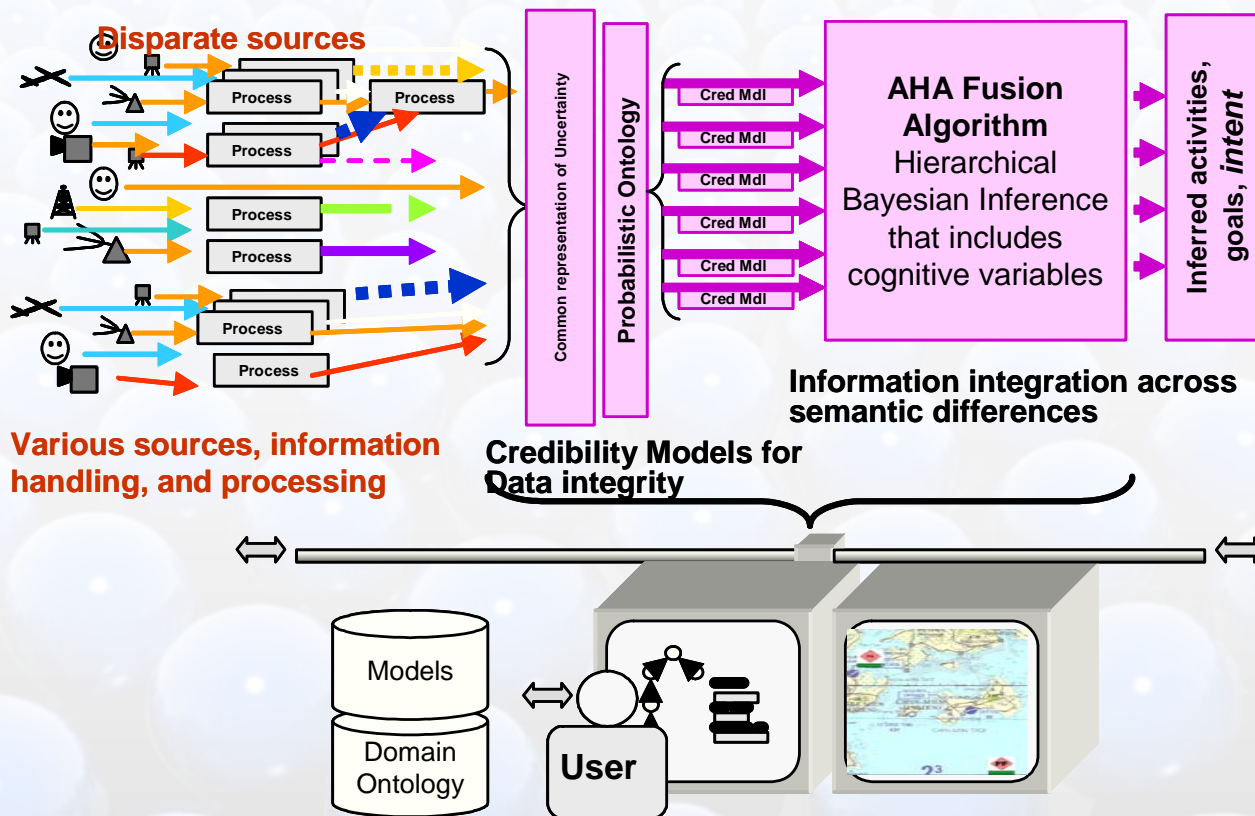 Disparate sources
Process
Process
Process
Process
Process
Process
Process
Various sources, information
handling, and processing
Common representation of Uncertainty
Probabilistic Ontology
Cred Mdl
Cred Mdl
Cred Mdl
Cred Mdl
Cred Mdl
Cred Mdl
AHA Fusion
Algorithm
Hierarchical
Bayesian Inference
that includes
cognitive variables
Inferred activities,
goals, intent
Information integration across
semantic differences
Credibility Models for
Data integrity
Models
Domain
Ontology
User